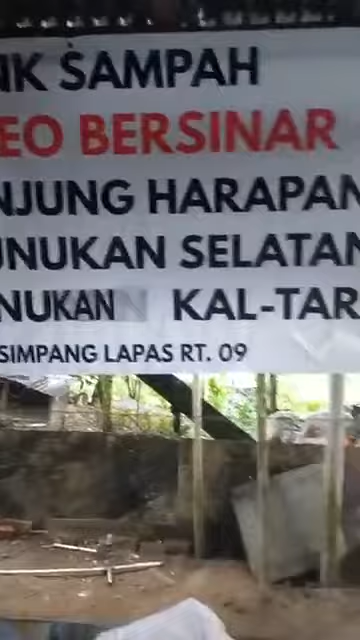 NK SAMPAH
EO BERSINAR
NJUNG HARAPAN
UNUKAN SELATAN
NUKAN KAL-TAR
SIMPANG LAPAS RT. 09